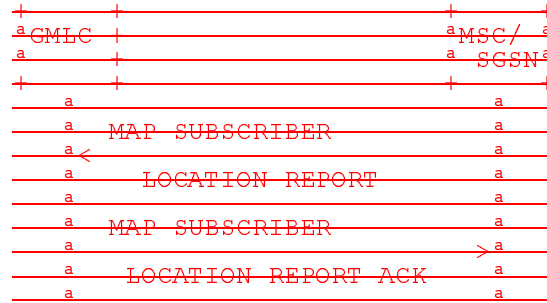 a GMLC a MSC/ a
a a SGSN a
a a
a MAP SUBSCRIBER a
a a
a LOCATION REPORT a
a a
a MAP SUBSCRIBER a
a a
a LOCATION REPORT ACK a
a a